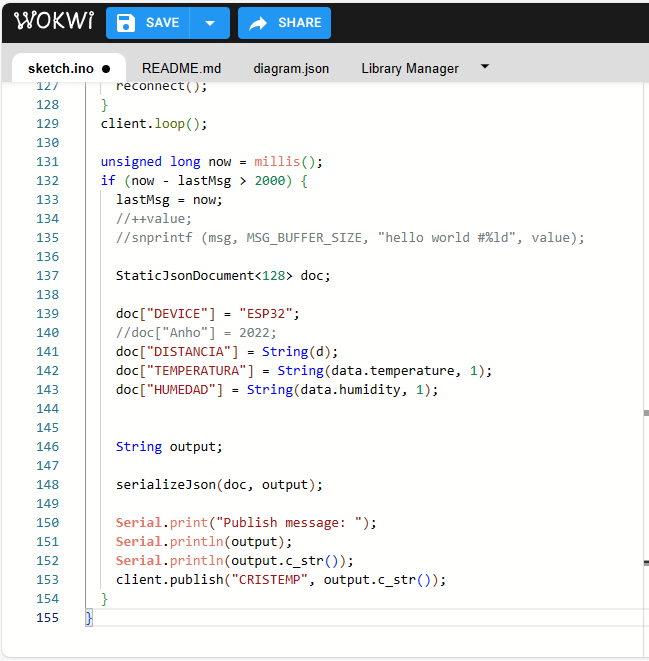 WOKWI SAVE SHARE
sketch.ino README.md diagram.json Library Manager
127 reconnect();
128 }
129 client.loop();
130
131 unsigned long now = millis();
132 if (now - lastMsg > 2000) {
133 lastMsg = now;
134 //++value;
135 //snprintf (msg, MSG_BUFFER_SIZE, "hello world #%ld", value);
136
137 StaticJsonDocument<128> doc;
138
139 doc["DEVICE"] = "ESP32";
140 //doc["Anho"] = 2022;
141 doc["DISTANCIA"] = String(d);
142 doc["TEMPERATURA"] = String(data.temperature, 1);
143 doc["HUMEDAD"] = String(data.humidity, 1);
144
145
146 String output;
147
148 serializeJson(doc, output);
149
150 Serial.print("Publish message: ");
151 Serial.println(output);
152 Serial.println(output.c_str());
153 client.publish("CRISTEMP", output.c_str());
154 }
155 }